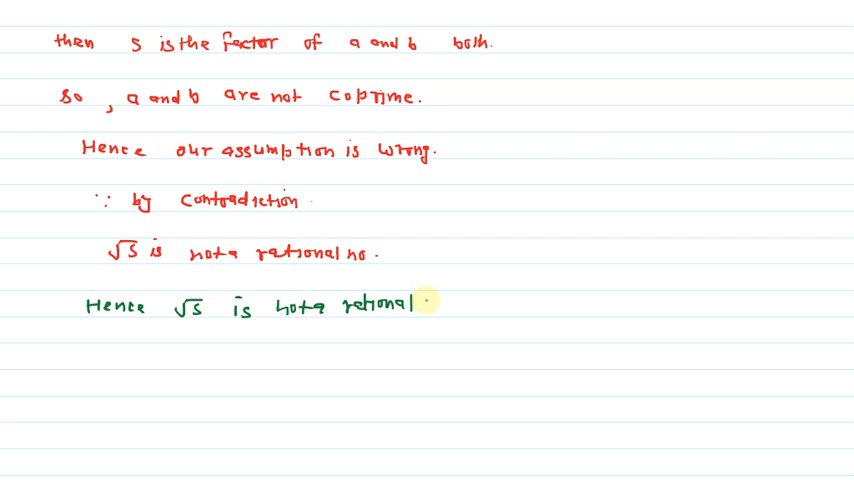 then 5 is the factor of a and b both.
So, a and b are not coprime.
Hence our assumption is wrong.
∵ by contradiction.
√5 is not a rational no.
Hence √5 is not a rational